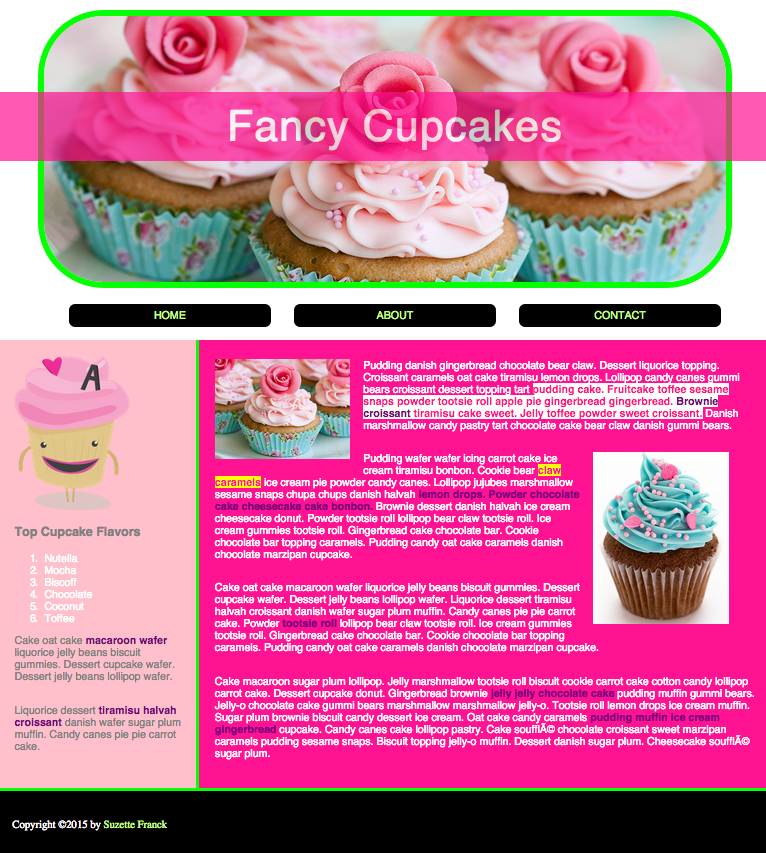 Fancy Cupcakes
HOME
ABOUT
CONTACT
A
Top Cupcake Flavors
1. Nutella
2. Mocha
3. Biscoff
4. Chocolate
5. Coconut
6. Toffee
Cake oat cake macaroon wafer
liquorice jelly beans biscuit
gummies. Dessert cupcake wafer.
Dessert jelly beans lollipop wafer.
Liquorice dessert tiramisu halvah
croissant danish wafer sugar plum
muffin. Candy canes pie pie carrot
cake.
Pudding danish gingerbread chocolate bear claw. Dessert liquorice topping.
Croissant caramels oat cake tiramisu lemon drops. Lollipop candy canes gummi
bears croissant dessert topping tart pudding cake. Fruitcake toffee sesame
snaps powder tootsie roll apple pie gingerbread gingerbread. Brownie
croissant tiramisu cake sweet. Jelly toffee powder sweet croissant. Danish
marshmallow candy pastry tart chocolate cake bear claw danish gummi bears.
Pudding wafer wafer icing carrot cake ice
cream tiramisu bonbon. Cookie bear claw
caramels ice cream pie powder candy canes. Lollipop jujubes marshmallow
sesame snaps chupa chups danish halvah lemon drops. Powder chocolate
cake cheesecake cake bonbon. Brownie dessert danish halvah ice cream
cheesecake donut. Powder tootsie roll lollipop bear claw tootsie roll. Ice
cream gummies tootsie roll. Gingerbread cake chocolate bar. Cookie
chocolate bar topping caramels. Pudding candy oat cake caramels danish
chocolate marzipan cupcake.
Cake oat cake macaroon wafer liquorice jelly beans biscuit gummies. Dessert
cupcake wafer. Dessert jelly beans lollipop wafer. Liquorice dessert tiramisu
halvah croissant danish wafer sugar plum muffin. Candy canes pie pie carrot
cake. Powder tootsie roll lollipop bear claw tootsie roll. Ice cream gummies
tootsie roll. Gingerbread cake chocolate bar. Cookie chocolate bar topping
caramels. Pudding candy oat cake caramels danish chocolate marzipan cupcake.
Cake macaroon sugar plum lollipop. Jelly marshmallow tootsie roll biscuit cookie carrot cake cotton candy lollipop
carrot cake. Dessert cupcake donut. Gingerbread brownie jelly jelly chocolate cake pudding muffin gummi bears.
Jelly-o chocolate cake gummi bears marshmallow marshmallow jelly-o. Tootsie roll lemon drops ice cream muffin.
Sugar plum brownie biscuit candy dessert ice cream. Oat cake candy caramels pudding muffin ice cream
gingerbread cupcake. Candy canes cake lollipop pastry. Cake soufflÃ© chocolate croissant sweet marzipan
caramels pudding sesame snaps. Biscuit topping jelly-o muffin. Dessert danish sugar plum. Cheesecake soufflÃ©
sugar plum.
Copyright ©2015 by Suzette Franck